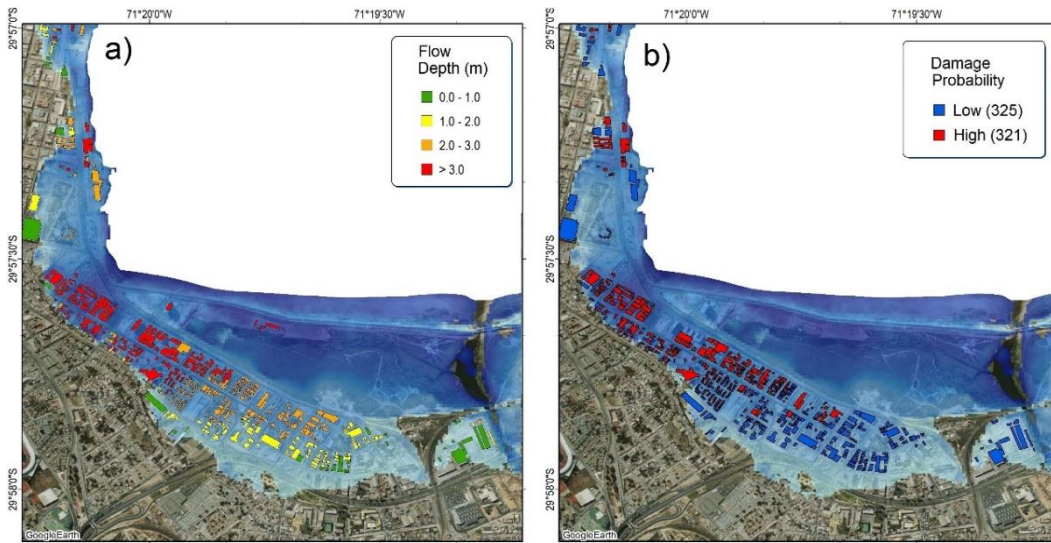 71°20'0"W 71°19'30"W
a)
Flow
Depth (m)
0.0 - 1.0
1.0 - 2.0
2.0 - 3.0
> 3.0
29°57'0"S
29°57'30"S
29°58'0"S
GoogleEarth
71°20'0"W 71°19'30"W
b)
Damage
Probability
Low (325)
High (321)
29°57'0"S
29°57'30"S
29°58'0"S
GoogleEarth